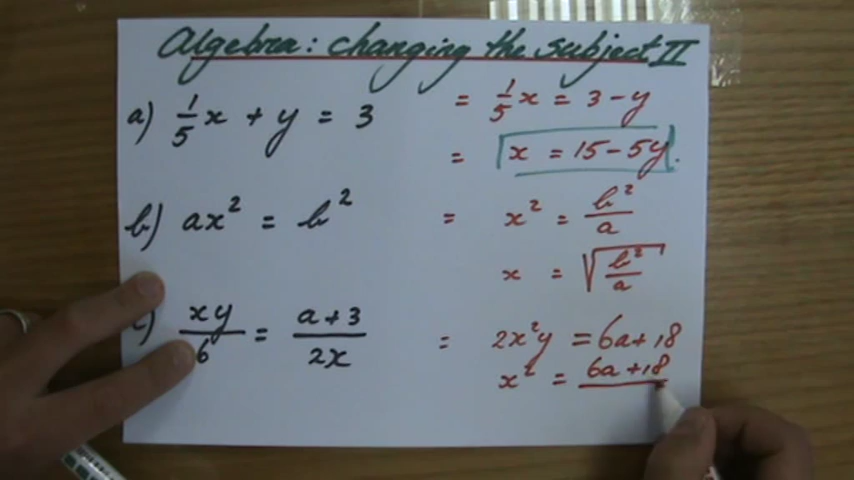 Algebra: changing the subject II
a) 1/5 x + y = 3
= 1/5 x = 3 - y
= x = 15 - 5y.
b) ax² = b²
= x² = b²/a
x = √(b²/a)
c) xy/6 = a+3/2x
= 2x²y = 6a+18
x² = 6a+18